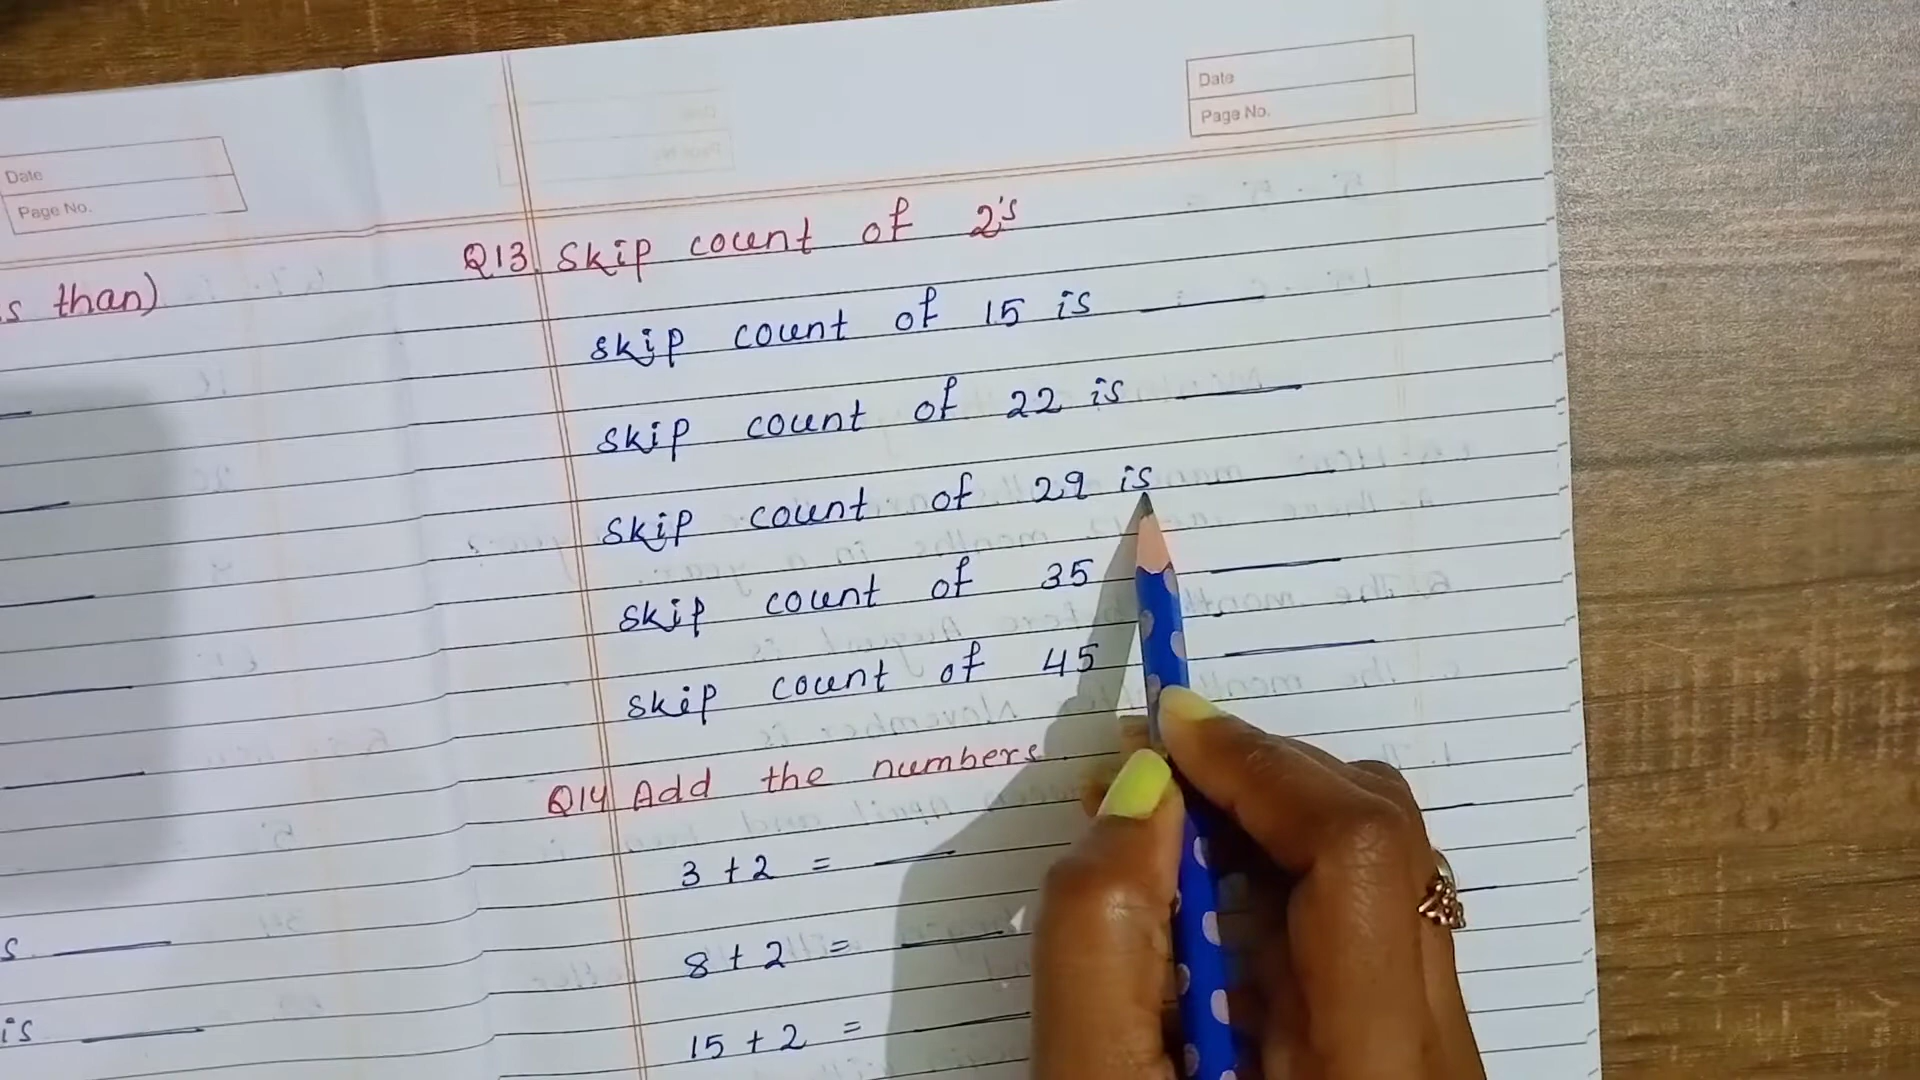 Date
Page No.
s than)
s
is
Date
Page No.
Q13. Skip count of 2's
skip count of 15 is
skip count of 22 is
skip count of 29 is
skip count of 35
skip count of 45
Q14 Add the numbers
3 + 2 =
8 + 2 =
15 + 2 =